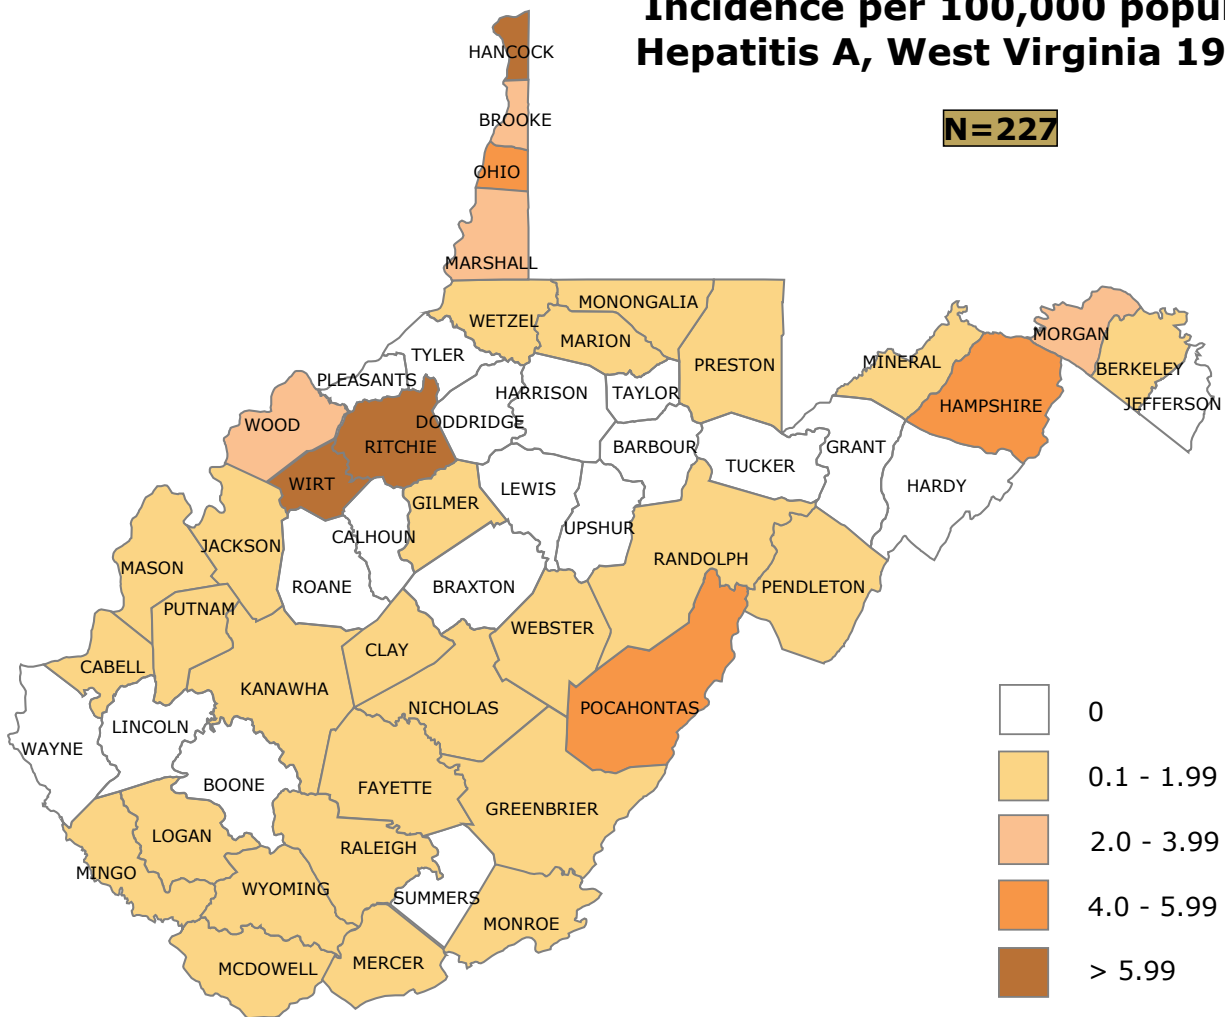 Incidence per 100,000 popu
Hepatitis A, West Virginia 19
N=227
HANCOCK
BROOKE
OHIO
MARSHALL
WETZEL
MONONGALIA
MARION
PRESTON
TYLER
PLEASANTS
HARRISON
TAYLOR
DODDRIDGE
WOOD
RITCHIE
BARBOUR
TUCKER
GRANT
MINERAL
HAMPSHIRE
MORGAN
BERKELEY
JEFFERSON
HARDY
WIRT
GILMER
LEWIS
UPSHUR
CALHOUN
JACKSON
MASON
ROANE
BRAXTON
RANDOLPH
PENDLETON
PUTNAM
WEBSTER
CLAY
CABELL
KANAWHA
NICHOLAS
POCAHONTAS
LINCOLN
WAYNE
BOONE
FAYETTE
GREENBRIER
LOGAN
RALEIGH
MINGO
WYOMING
SUMMERS
MONROE
MCDOWELL
MERCER
0
0.1 - 1.99
2.0 - 3.99
4.0 - 5.99
> 5.99